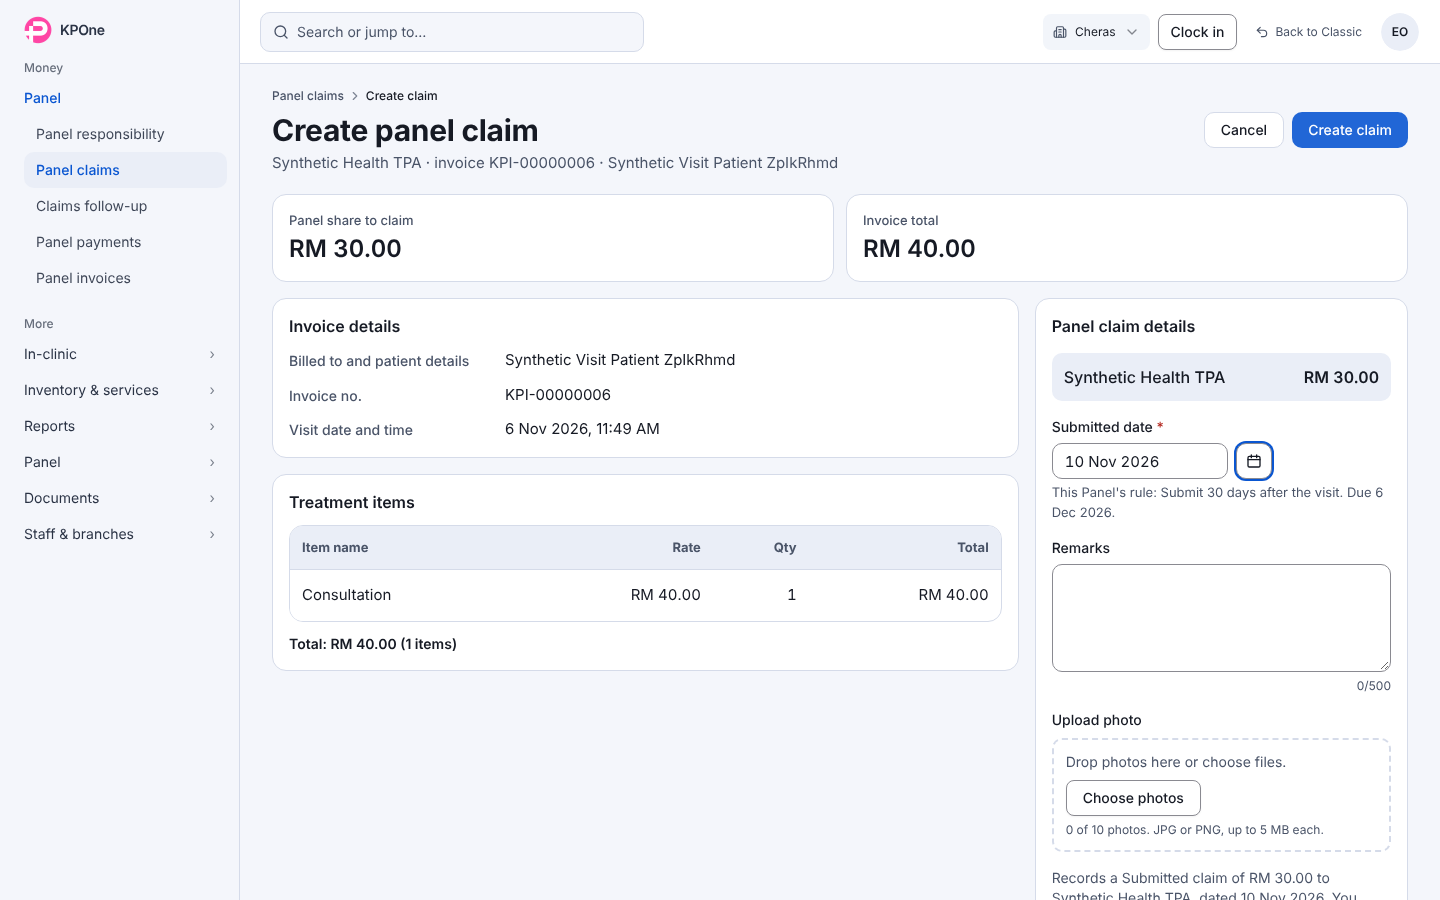 KPOne
Search or jump to...
Cheras
Clock in
Back to Classic
EO
Money
Panel
Panel responsibility
Panel claims
Claims follow-up
Panel payments
Panel invoices
More
In-clinic
Inventory & services
Reports
Panel
Documents
Staff & branches
Panel claims > Create claim
Create panel claim
Cancel
Create claim
Synthetic Health TPA · invoice KPI-00000006 · Synthetic Visit Patient ZplkRhmd
Panel share to claim
RM 30.00
Invoice total
RM 40.00
Invoice details
Billed to and patient details Synthetic Visit Patient ZplkRhmd
Invoice no. KPI-00000006
Visit date and time 6 Nov 2026, 11:49 AM
Treatment items
Item name Rate Qty Total
Consultation RM 40.00 1 RM 40.00
Total: RM 40.00 (1 items)
Panel claim details
Synthetic Health TPA RM 30.00
Submitted date *
10 Nov 2026
This Panel's rule: Submit 30 days after the visit. Due 6
Dec 2026.
Remarks
0/500
Upload photo
Drop photos here or choose files.
Choose photos
0 of 10 photos. JPG or PNG, up to 5 MB each.
Records a Submitted claim of RM 30.00 to
Synthetic Health TPA, dated 10 Nov 2026. You